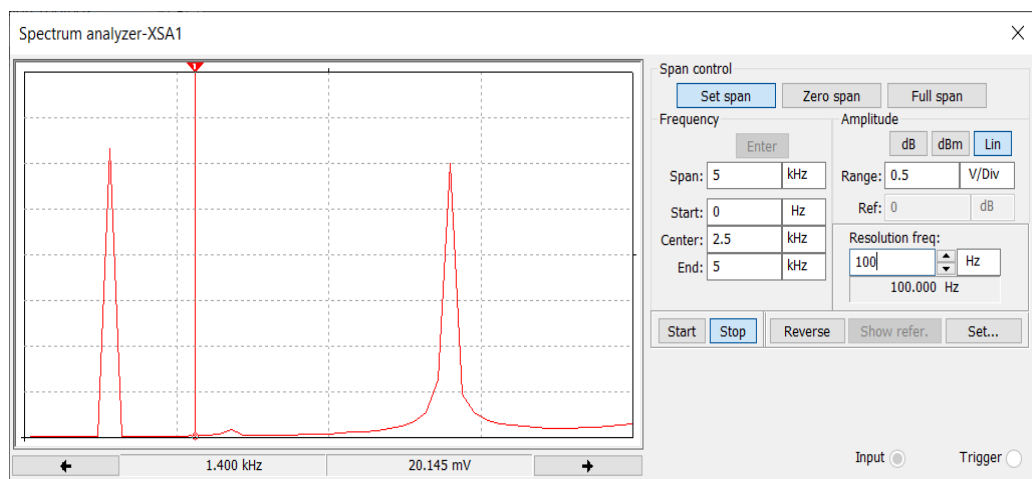 Spectrum analyzer-XSA1
1
1.400 kHz 20.145 mV
Span control
Set span Zero span Full span
Frequency
Enter
Span: 5 kHz
Start: 0 Hz
Center: 2.5 kHz
End: 5 kHz
Amplitude
dB dBm Lin
Range: 0.5 V/Div
Ref: 0 dB
Resolution freq:
100 Hz
100.000 Hz
Start Stop Reverse Show refer. Set...
Input Trigger